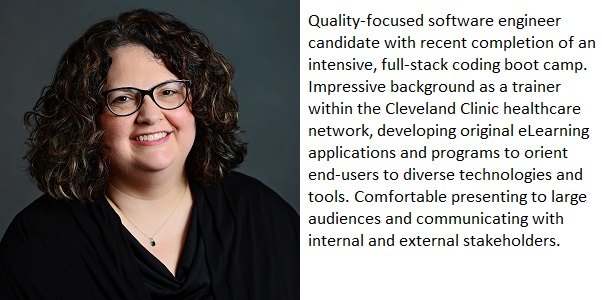 Quality-focused software engineer
candidate with recent completion of an
intensive, full-stack coding boot camp.
Impressive background as a trainer
within the Cleveland Clinic healthcare
network, developing original eLearning
applications and programs to orient
end-users to diverse technologies and
tools. Comfortable presenting to large
audiences and communicating with
internal and external stakeholders.